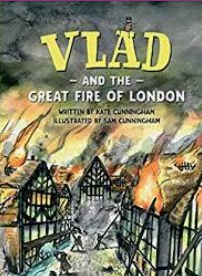 VLAD
– AND THE –
GREAT FIRE OF LONDON
WRITTEN BY KATE CUNNINGHAM
ILLUSTRATED BY SAM CUNNINGHAM